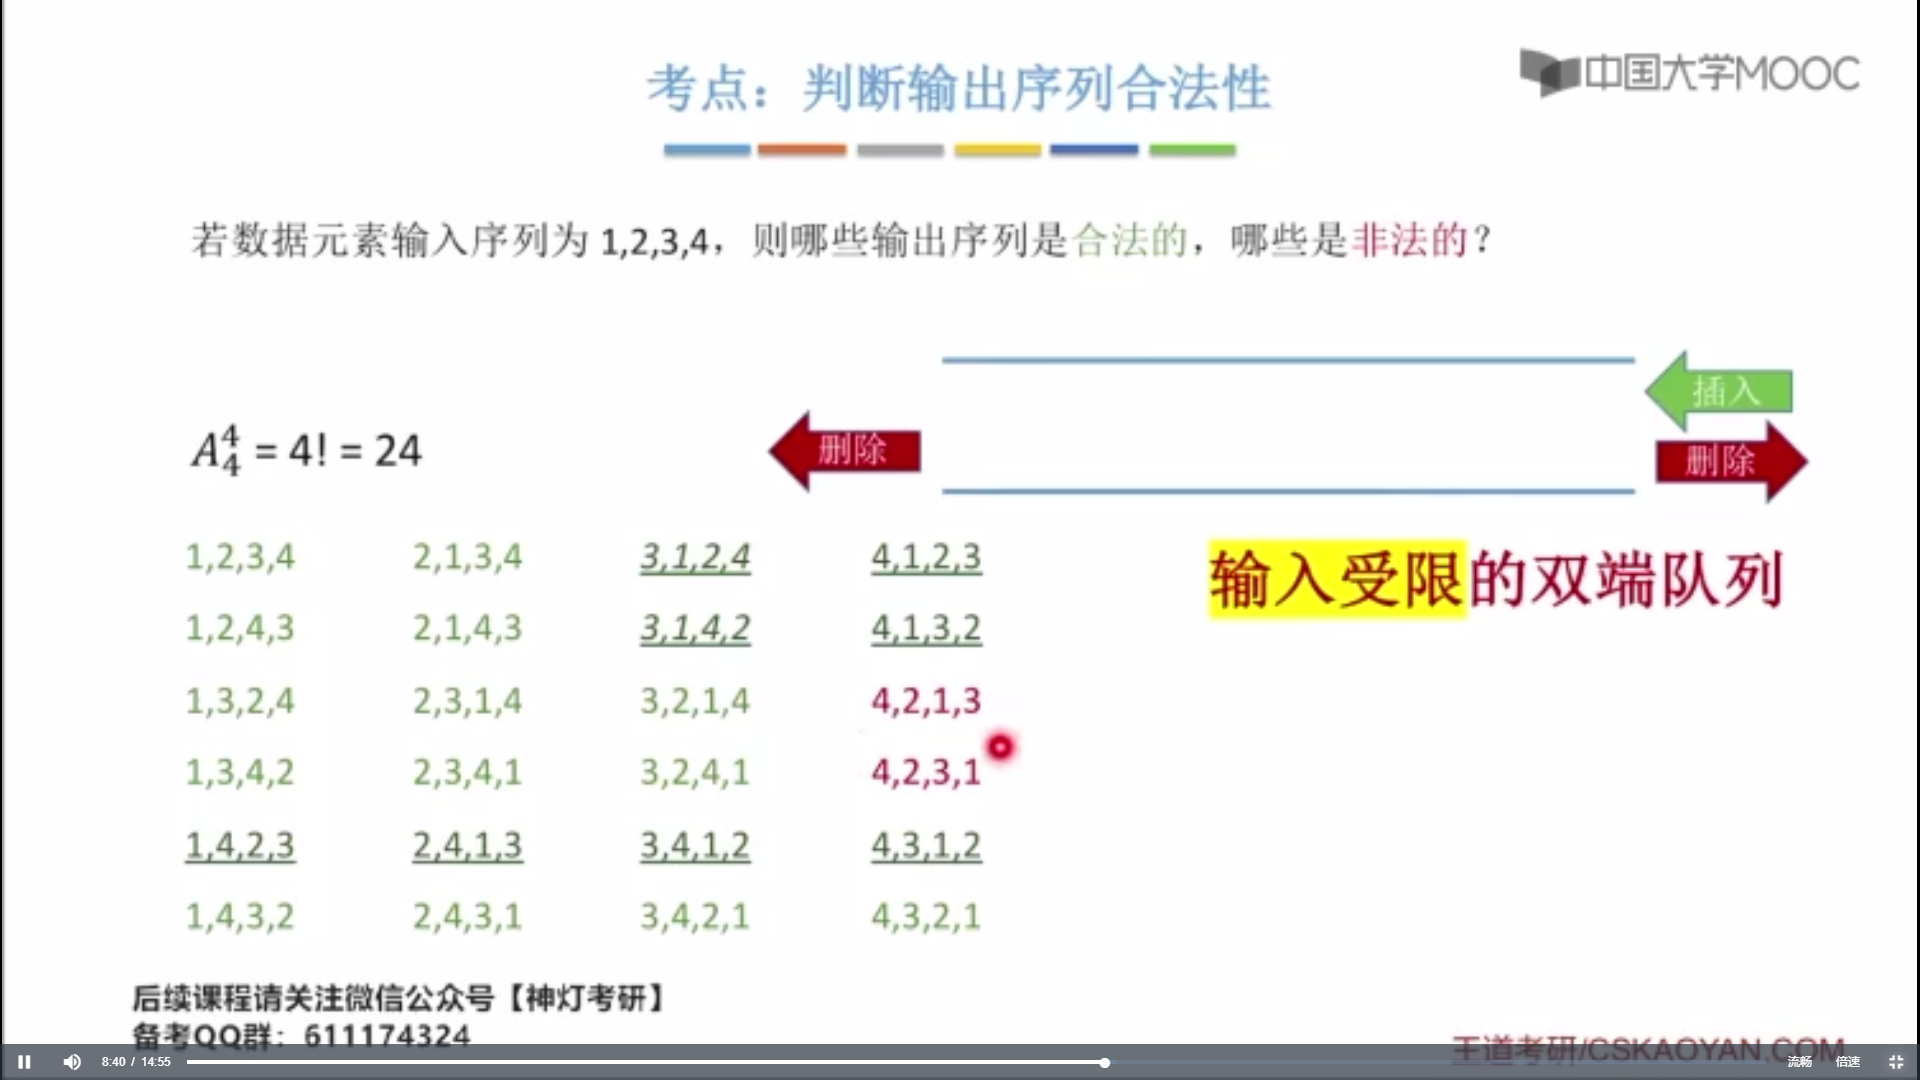 考点：判断输出序列合法性
中国大学MOOC
若数据元素输入序列为 1,2,3,4，则哪些输出序列是合法的，哪些是非法的？
插入
删除
删除
A₄⁴ = 4! = 24
输入受限的双端队列
1,2,3,4 2,1,3,4 3,1,2,4 4,1,2,3
1,2,4,3 2,1,4,3 3,1,4,2 4,1,3,2
1,3,2,4 2,3,1,4 3,2,1,4 4,2,1,3
1,3,4,2 2,3,4,1 3,2,4,1 4,2,3,1
1,4,2,3 2,4,1,3 3,4,1,2 4,3,1,2
1,4,3,2 2,4,3,1 3,4,2,1 4,3,2,1
后续课程请关注微信公众号【神灯考研】
备考QQ群：611174324
王道考研/CSKAOYAN.COM
8:40 / 14:55
流畅 倍速